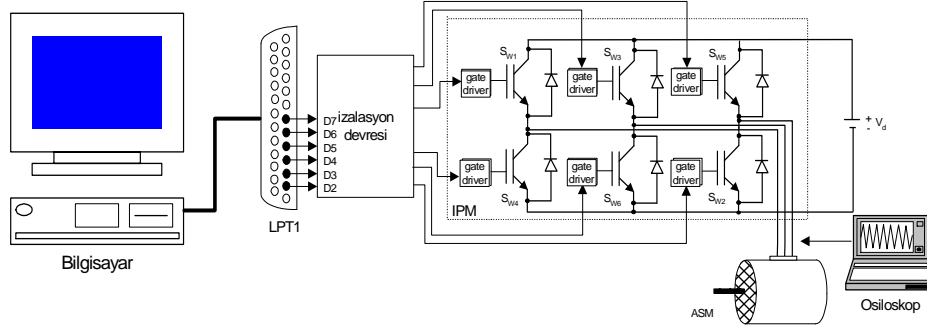 Bilgisayar
LPT1
D7
D6
D5
D4
D3
D2
izalasyon
devresi
gate
driver
SW1
gate
driver
SW3
gate
driver
SW5
gate
driver
SW4
gate
driver
SW6
gate
driver
SW2
IPM
+
-
Vd
ASM
Osiloskop